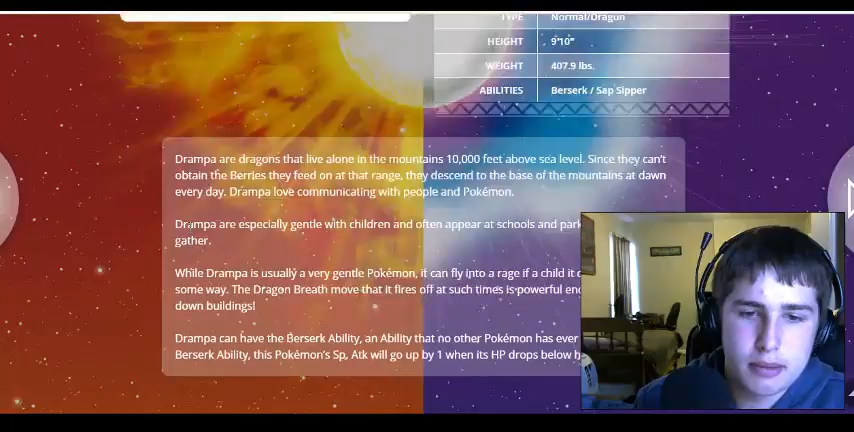 TYPE Normal/Dragon
HEIGHT 9'10"
WEIGHT 407.9 lbs.
ABILITIES Berserk / Sap Sipper
Drampa are dragons that live alone in the mountains 10,000 feet above sea level. Since they can't
obtain the Berries they feed on at that range, they descend to the base of the mountains at dawn
every day. Drampa love communicating with people and Pokémon.
Drampa are especially gentle with children and often appear at schools and
gather.
While Drampa is usually a very gentle Pokémon, it can fly into a rage if a child it
some way. The Dragon Breath move that it fires off at such times is powerful
down buildings!
Drampa can have the Berserk Ability, an Ability that no other Pokémon has ever
Berserk Ability, this Pokémon's Sp. Atk will go up by 1 when its HP drops below